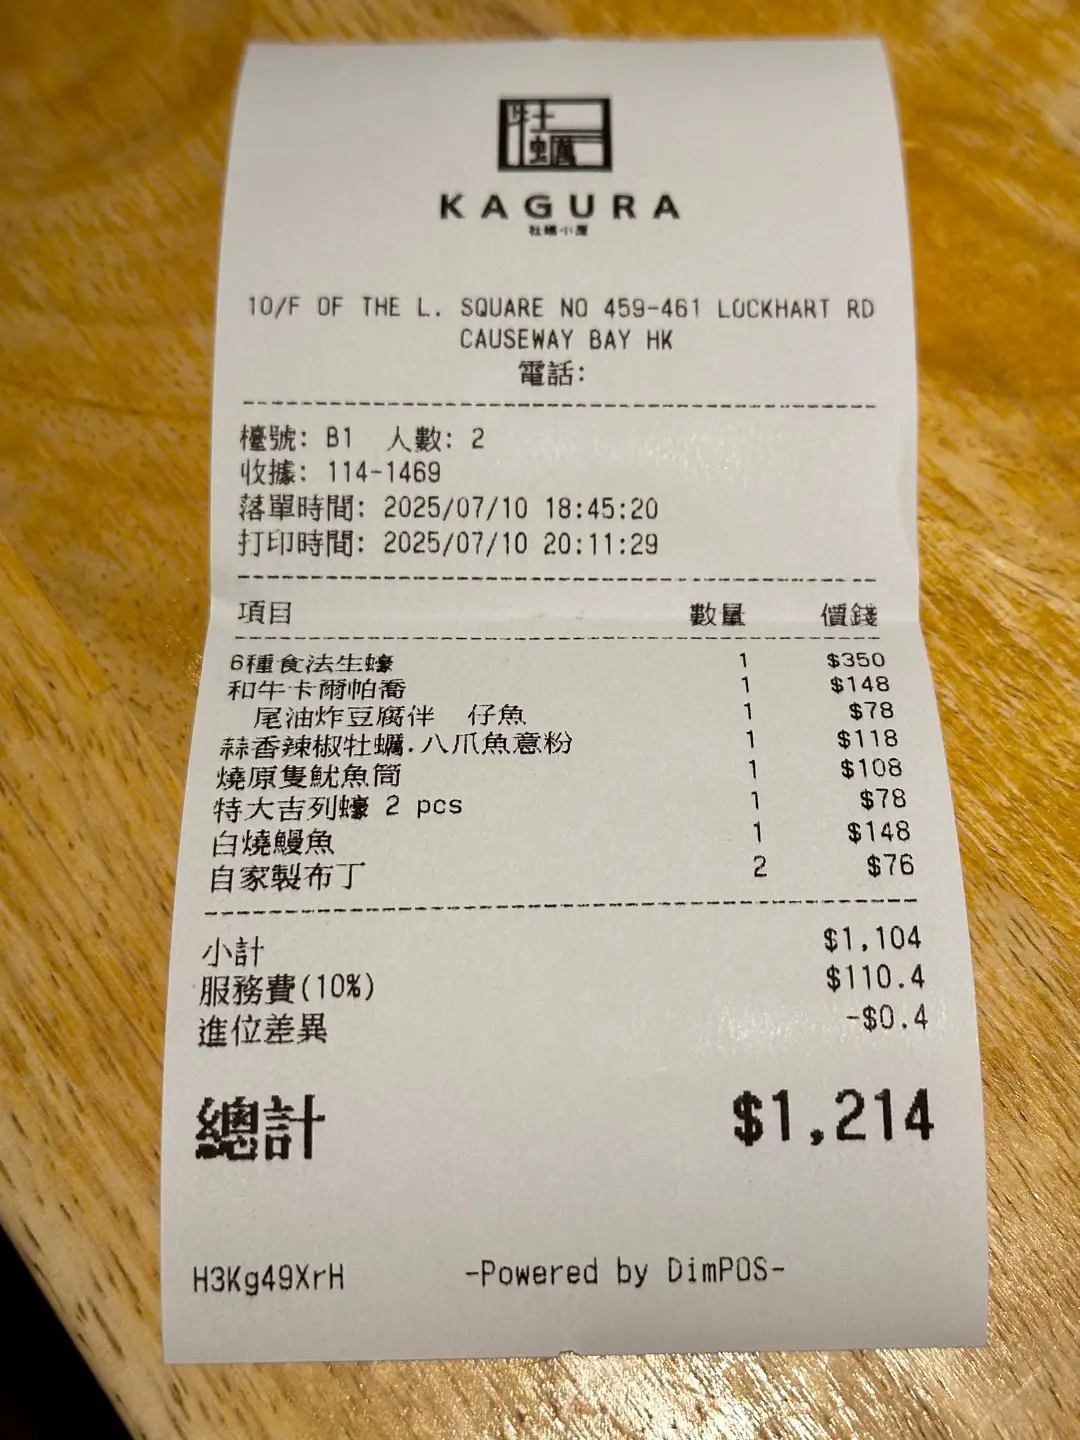 牡蠣
KAGURA
牡蠣小屋
10/F OF THE L. SQUARE NO 459-461 LOCKHART RD
CAUSEWAY BAY HK
電話:
檯號: B1 人數: 2
收據: 114-1469
落單時間: 2025/07/10 18:45:20
打印時間: 2025/07/10 20:11:29
項目 數量 價錢
6種食法生蠔 1 $350
和牛卡爾帕喬 1 $148
尾油炸豆腐伴 仔魚 1 $78
蒜香辣椒牡蠣.八爪魚意粉 1 $118
燒原隻魷魚筒 1 $108
特大吉列蠔 2 pcs 1 $78
白燒鰻魚 1 $148
自家製布丁 2 $76
小計 $1,104
服務費(10%) $110.4
進位差異 -$0.4
總計 $1,214
H3Kg49XrH -Powered by DimPOS-